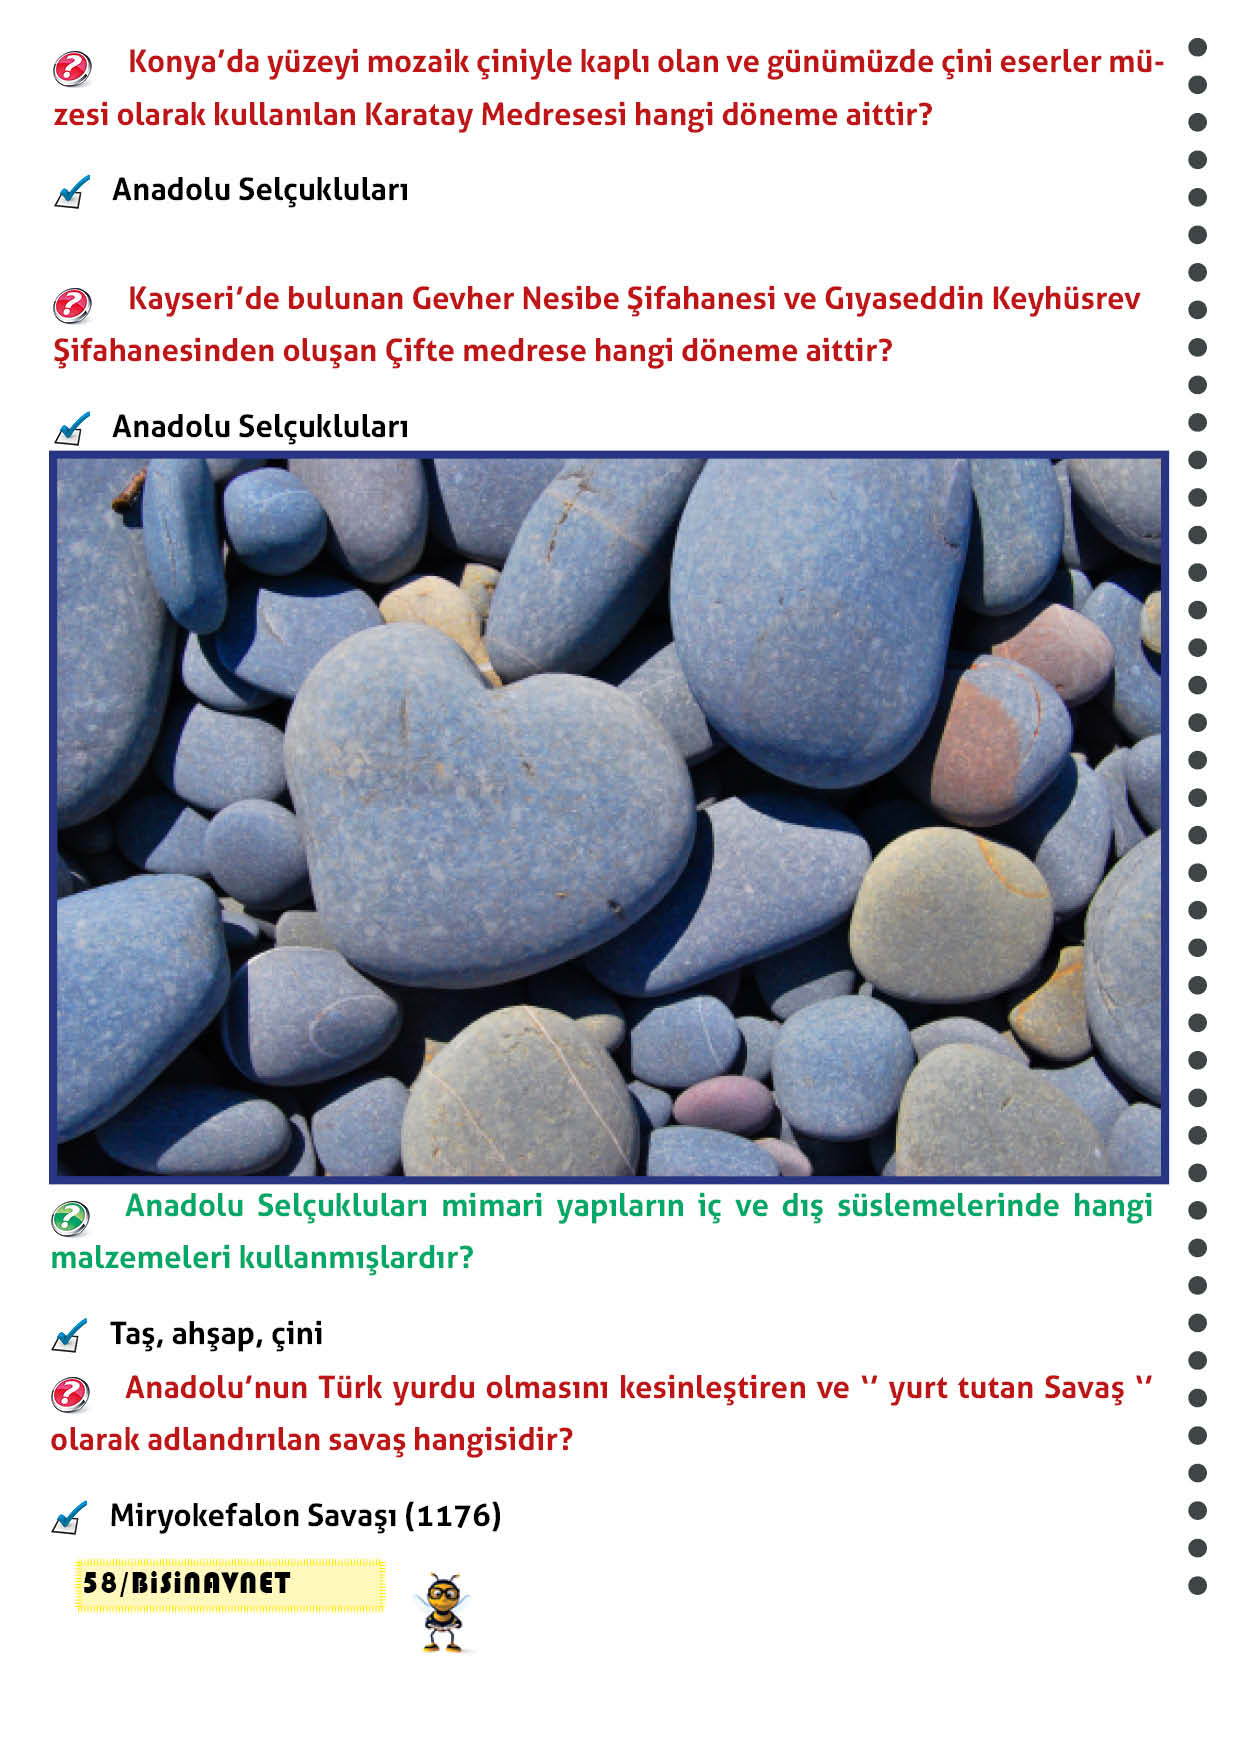 Konya’da yüzeyi mozaik çiniyle kaplı olan ve günümüzde çini eserler mü-
zesi olarak kullanılan Karatay Medresesi hangi döneme aittir?
Anadolu Selçukluları
Kayseri’de bulunan Gevher Nesibe Şifahanesi ve Gıyaseddin Keyhüsrev
Şifahanesinden oluşan Çifte medrese hangi döneme aittir?
Anadolu Selçukluları
Anadolu Selçukluları mimari yapıların iç ve dış süslemelerinde hangi
malzemeleri kullanmışlardır?
Taş, ahşap, çini
Anadolu’nun Türk yurdu olmasını kesinleştiren ve ‘’ yurt tutan Savaş ‘’
olarak adlandırılan savaş hangisidir?
Miryokefalon Savaşı (1176)
58/BiSiNAVNET